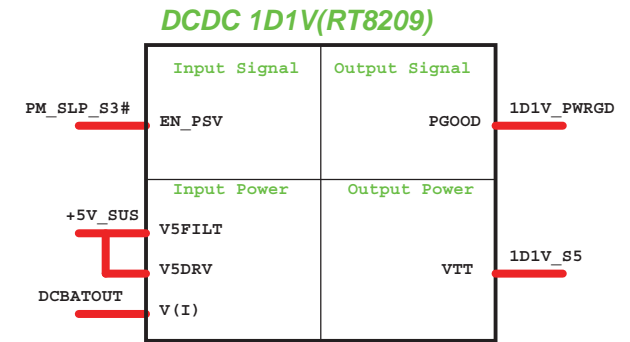 DCDC 1D1V(RT8209)
Input Signal Output Signal
PM_SLP_S3# EN_PSV PGOOD 1D1V_PWRGD
Input Power Output Power
+5V_SUS V5FILT
V5DRV VTT 1D1V_S5
DCBATOUT V(I)